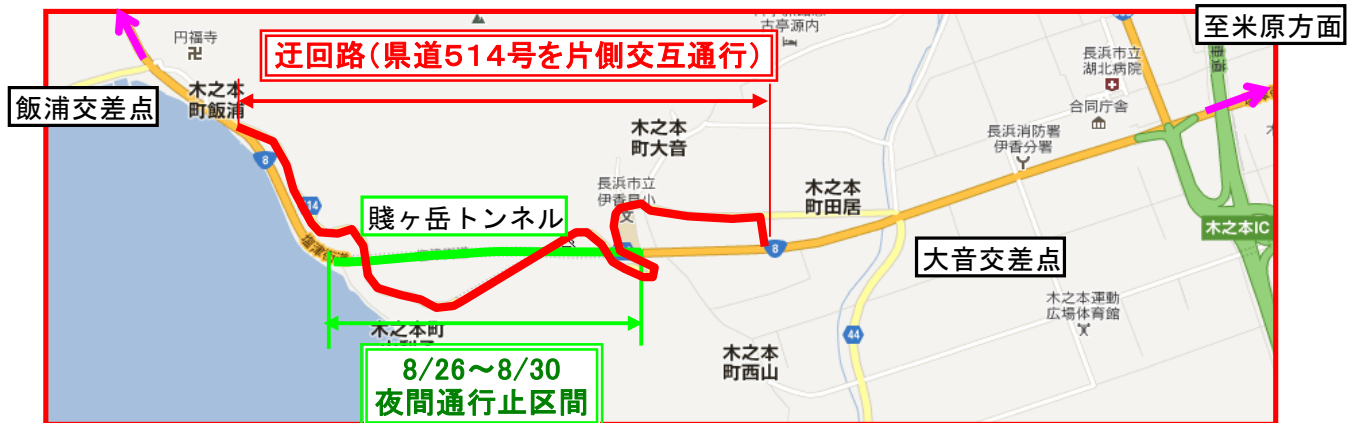 古亭源内
至米原方面
円福寺
迂回路（県道514号を片側交互通行）
長浜市立
湖北病院
木之本
町飯浦
飯浦交差点
合同庁舎
木之本
町大音
長浜消防署
伊香分署
8
長浜市立
木之本
町田居
賤ヶ岳トンネル
文
木之本IC
8
大音交差点
木之本運動
広場体育館
44
木之本町
木之本
町西山
8/26～8/30
夜間通行止区間